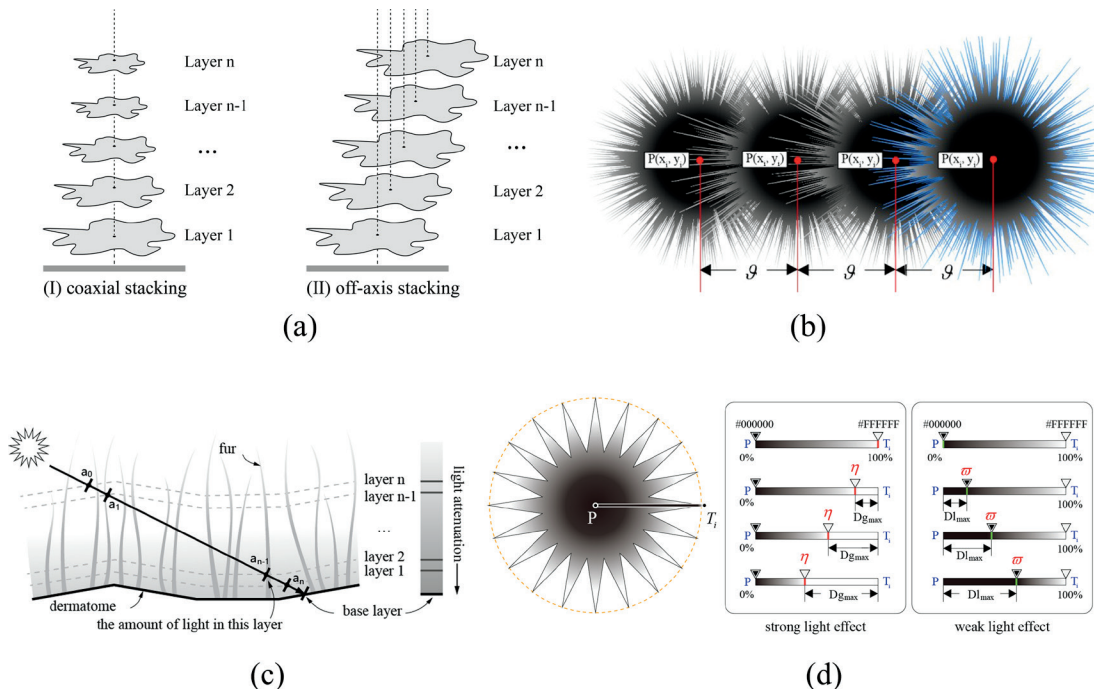 Layer n
Layer n-1
...
Layer 2
Layer 1
(I) coaxial stacking
Layer n
Layer n-1
...
Layer 2
Layer 1
(II) off-axis stacking
(a)
P(xᵢ, yᵢ) P(xᵢ, yᵢ) P(xᵢ, yᵢ) P(xᵢ, yᵢ)
ϑ ϑ ϑ
(b)
fur
a₀
a₁
...
aₙ₋₁
aₙ
layer n
layer n-1
layer 2
layer 1
light attenuation
dermatome
base layer
the amount of light in this layer
(c)
P
Tᵢ
#000000 #FFFFFF
P Tᵢ
0% 100%
η
P Tᵢ
0% Dgmax
η
P Tᵢ
0% Dgmax
η
P Tᵢ
0% Dgmax
strong light effect
#000000 #FFFFFF
P Tᵢ
0% 100%
ϖ
P Tᵢ
Dlmax 100%
ϖ
P Tᵢ
Dlmax 100%
ϖ
P Tᵢ
Dlmax 100%
weak light effect
(d)